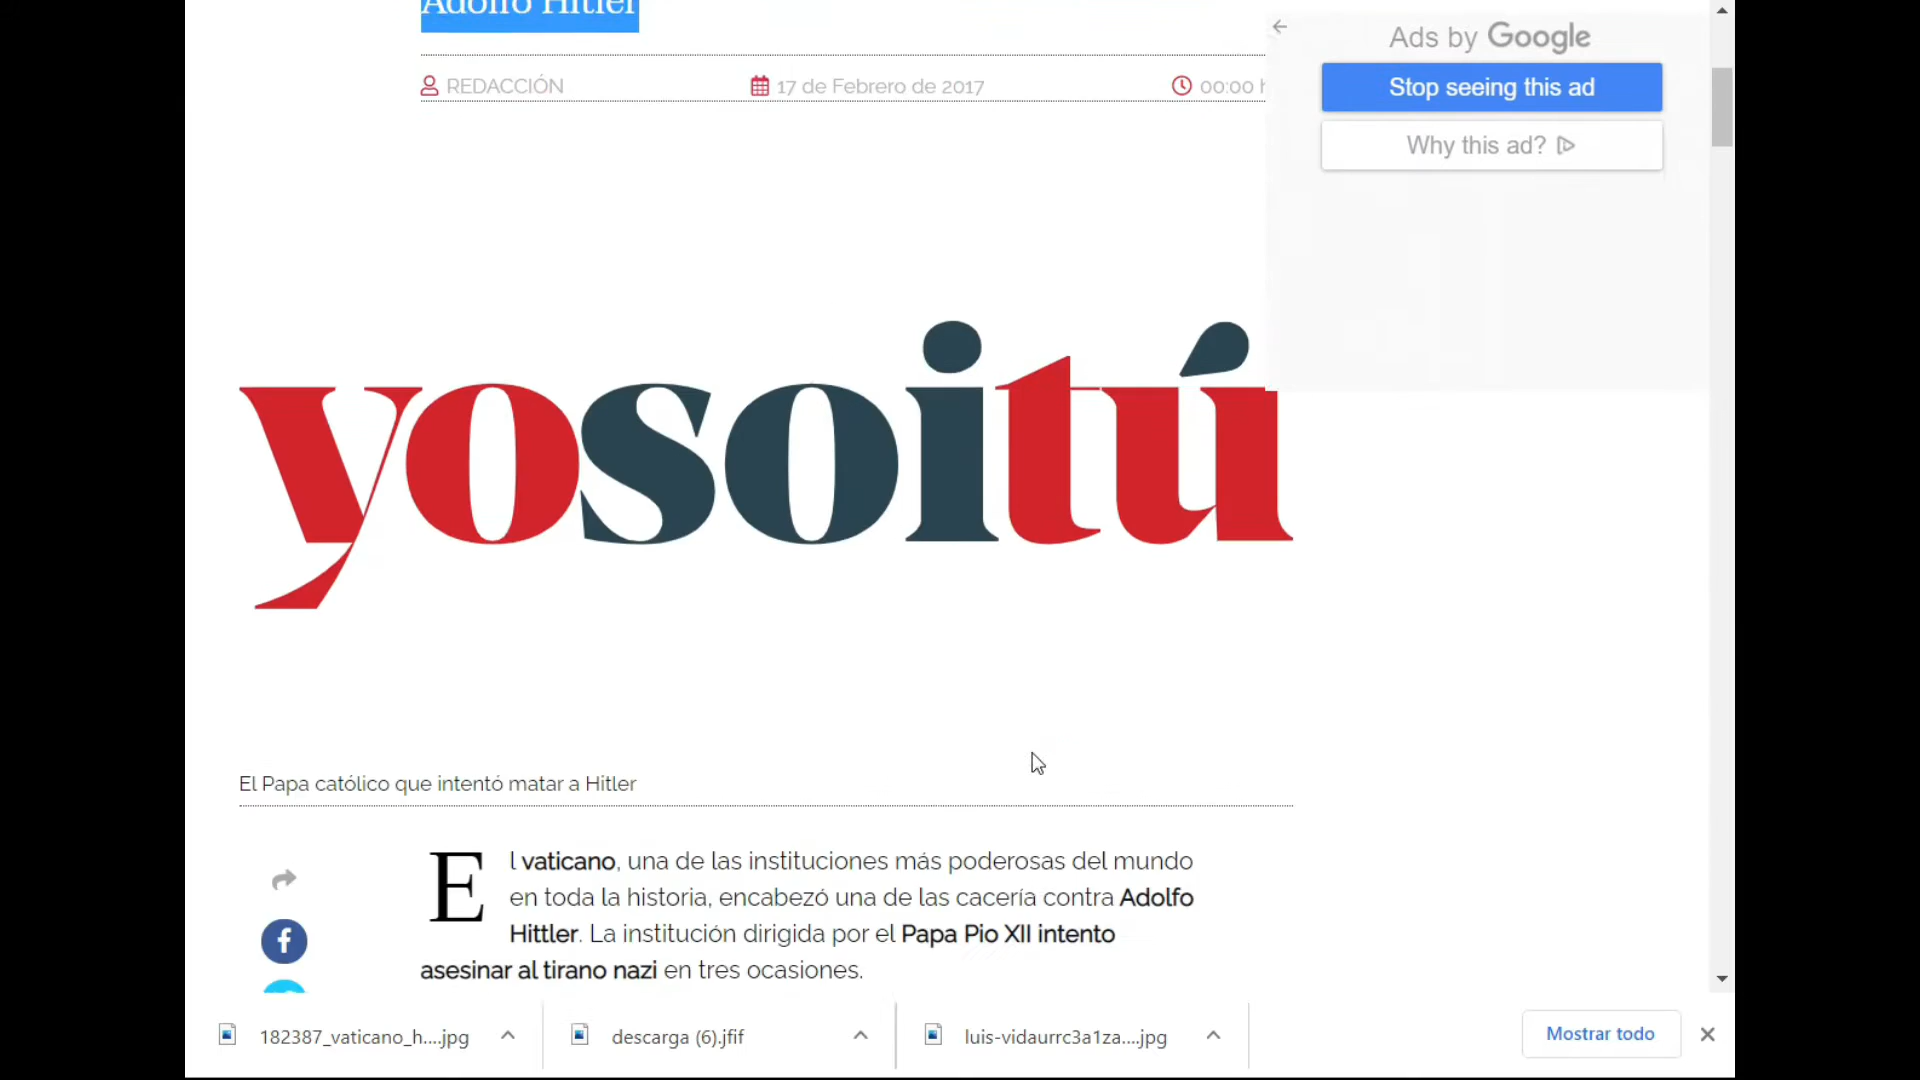 Adolfo Hitler
REDACCIÓN
17 de Febrero de 2017
00:00 h
Ads by Google
Stop seeing this ad
Why this ad?
yosoitú
El Papa católico que intentó matar a Hitler
El vaticano, una de las instituciones más poderosas del mundo
en toda la historia, encabezó una de las cacería contra Adolfo
Hittler. La institución dirigida por el Papa Pio XII intento
asesinar al tirano nazi en tres ocasiones.
182387_vaticano_h....jpg
descarga (6).jfif
luis-vidaurrc3a1za....jpg
Mostrar todo